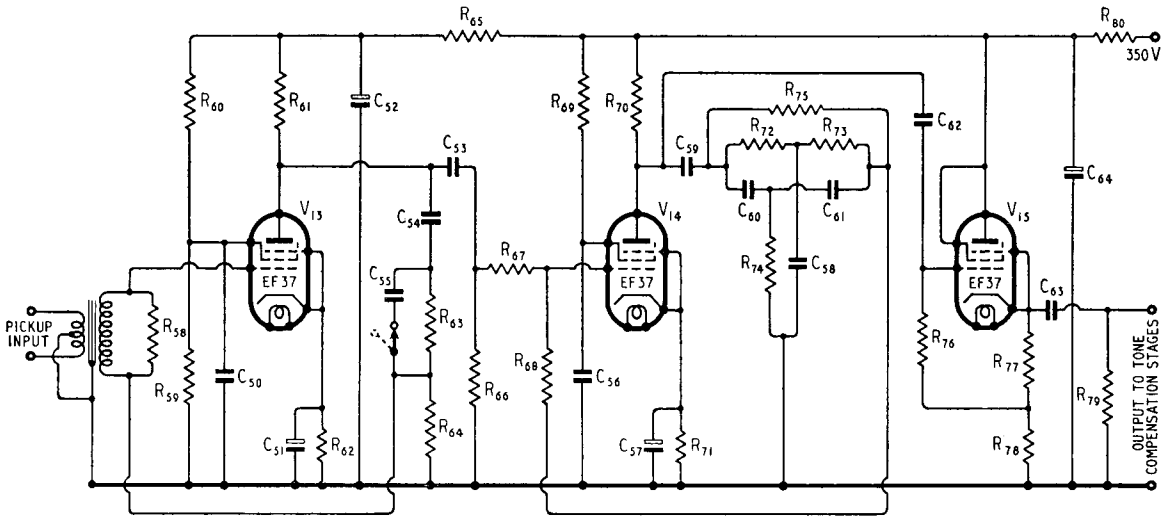 R65
R80
350 V
R60
R61
C52
R69
R70
R75
C62
C53
R72
R73
C59
C64
V13
C54
V14
C60
C61
V15
R67
R74
C58
EF37
C55
EF37
EF37
C63
PICKUP
INPUT
R58
R63
R76
R77
R59
C50
R66
R68
C56
R79
R64
C51
R62
C57
R71
R78
OUTPUT TO TONE
COMPENSATION STAGES